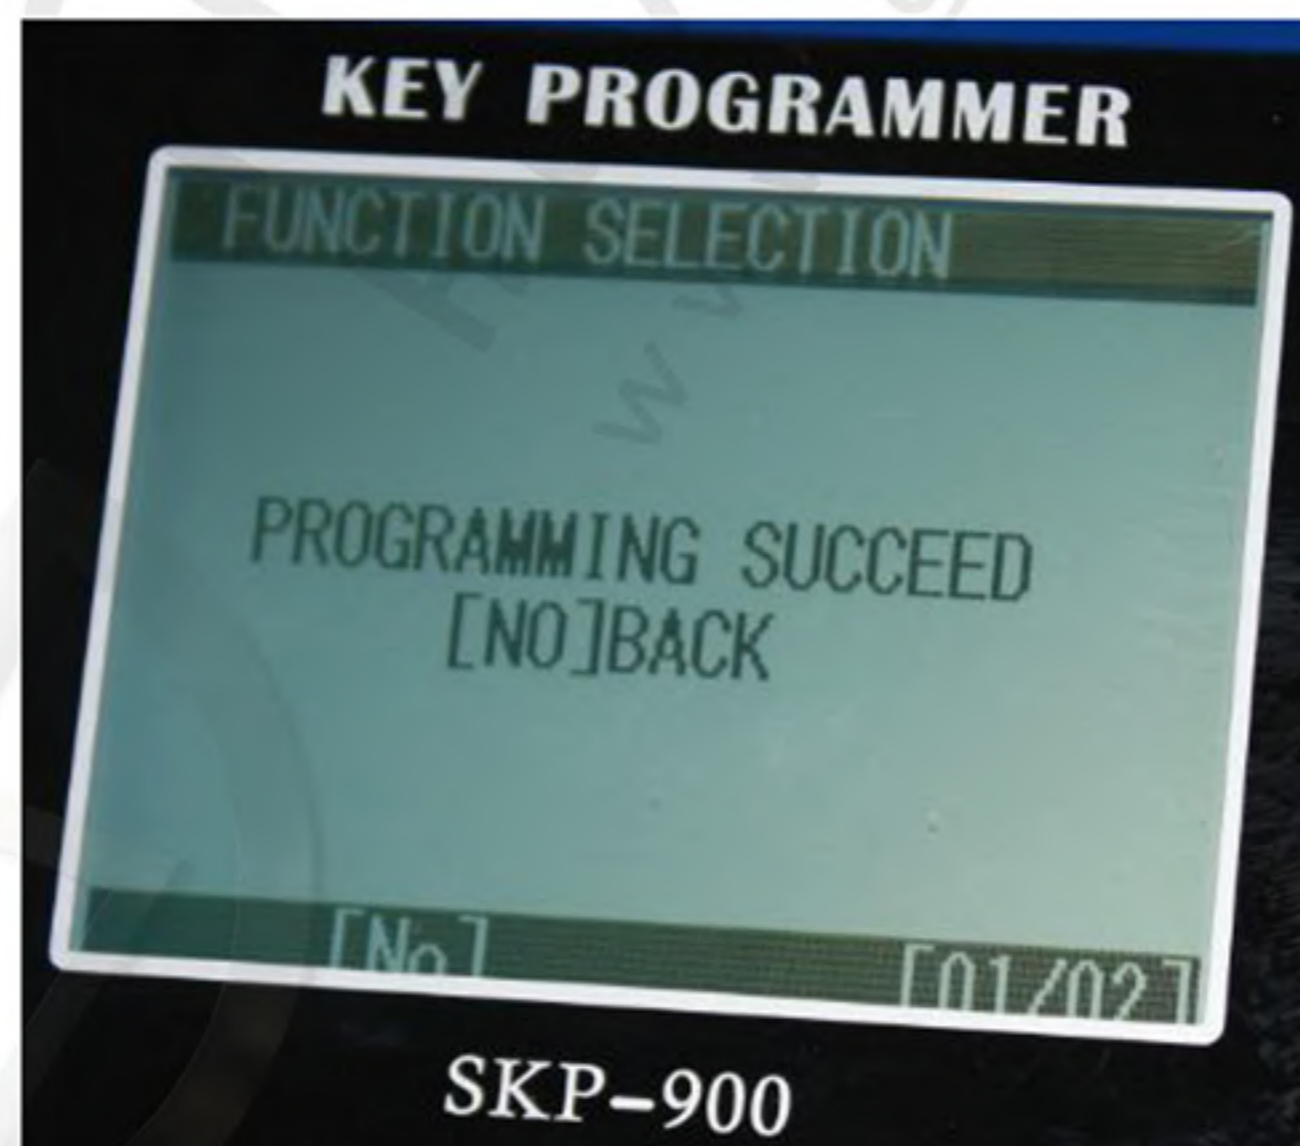 KEY PROGRAMMER
FUNCTION SELECTION
PROGRAMMING SUCCEED
[NO]BACK
[No]
[01/02]
SKP-900